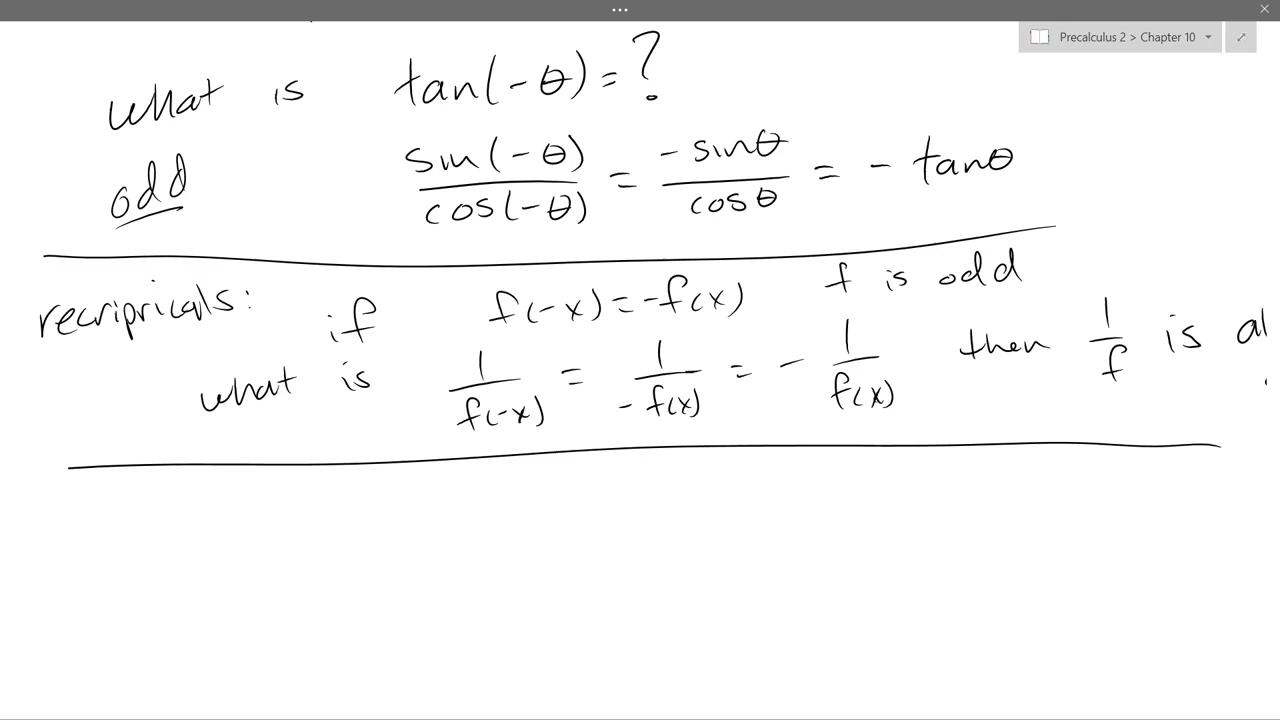 Precalculus 2 > Chapter 10
what is tan(-θ)=?
odd sin(-θ)/cos(-θ) = -sinθ/cosθ = - tanθ
recripricals: if f(-x)=-f(x) f is odd
what is 1/f(-x) = 1/-f(x) = - 1/f(x) then 1/f is al